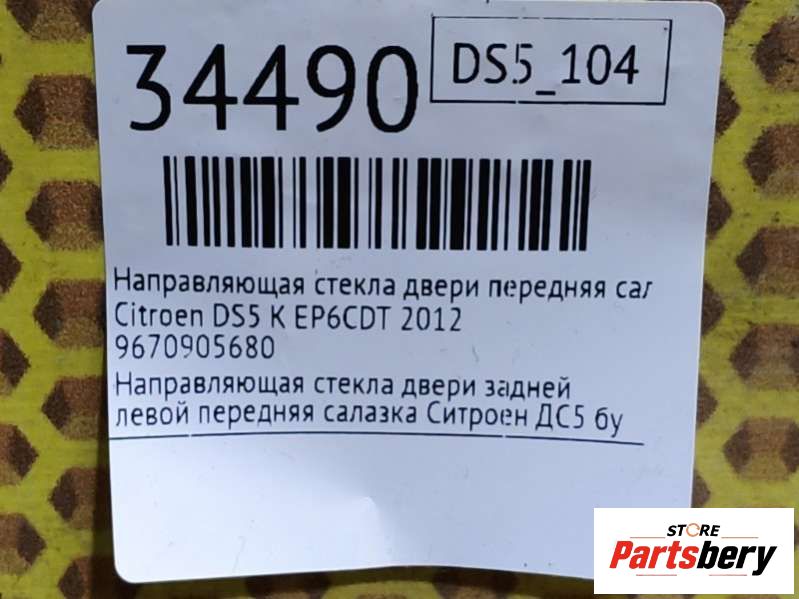 34490
DS5_104
Направляющая стекла двери передняя сал
Citroen DS5 K EP6CDT 2012
9670905680
Направляющая стекла двери задней
левой передняя салазка Ситроен ДС5 бу
STORE
Partsbery